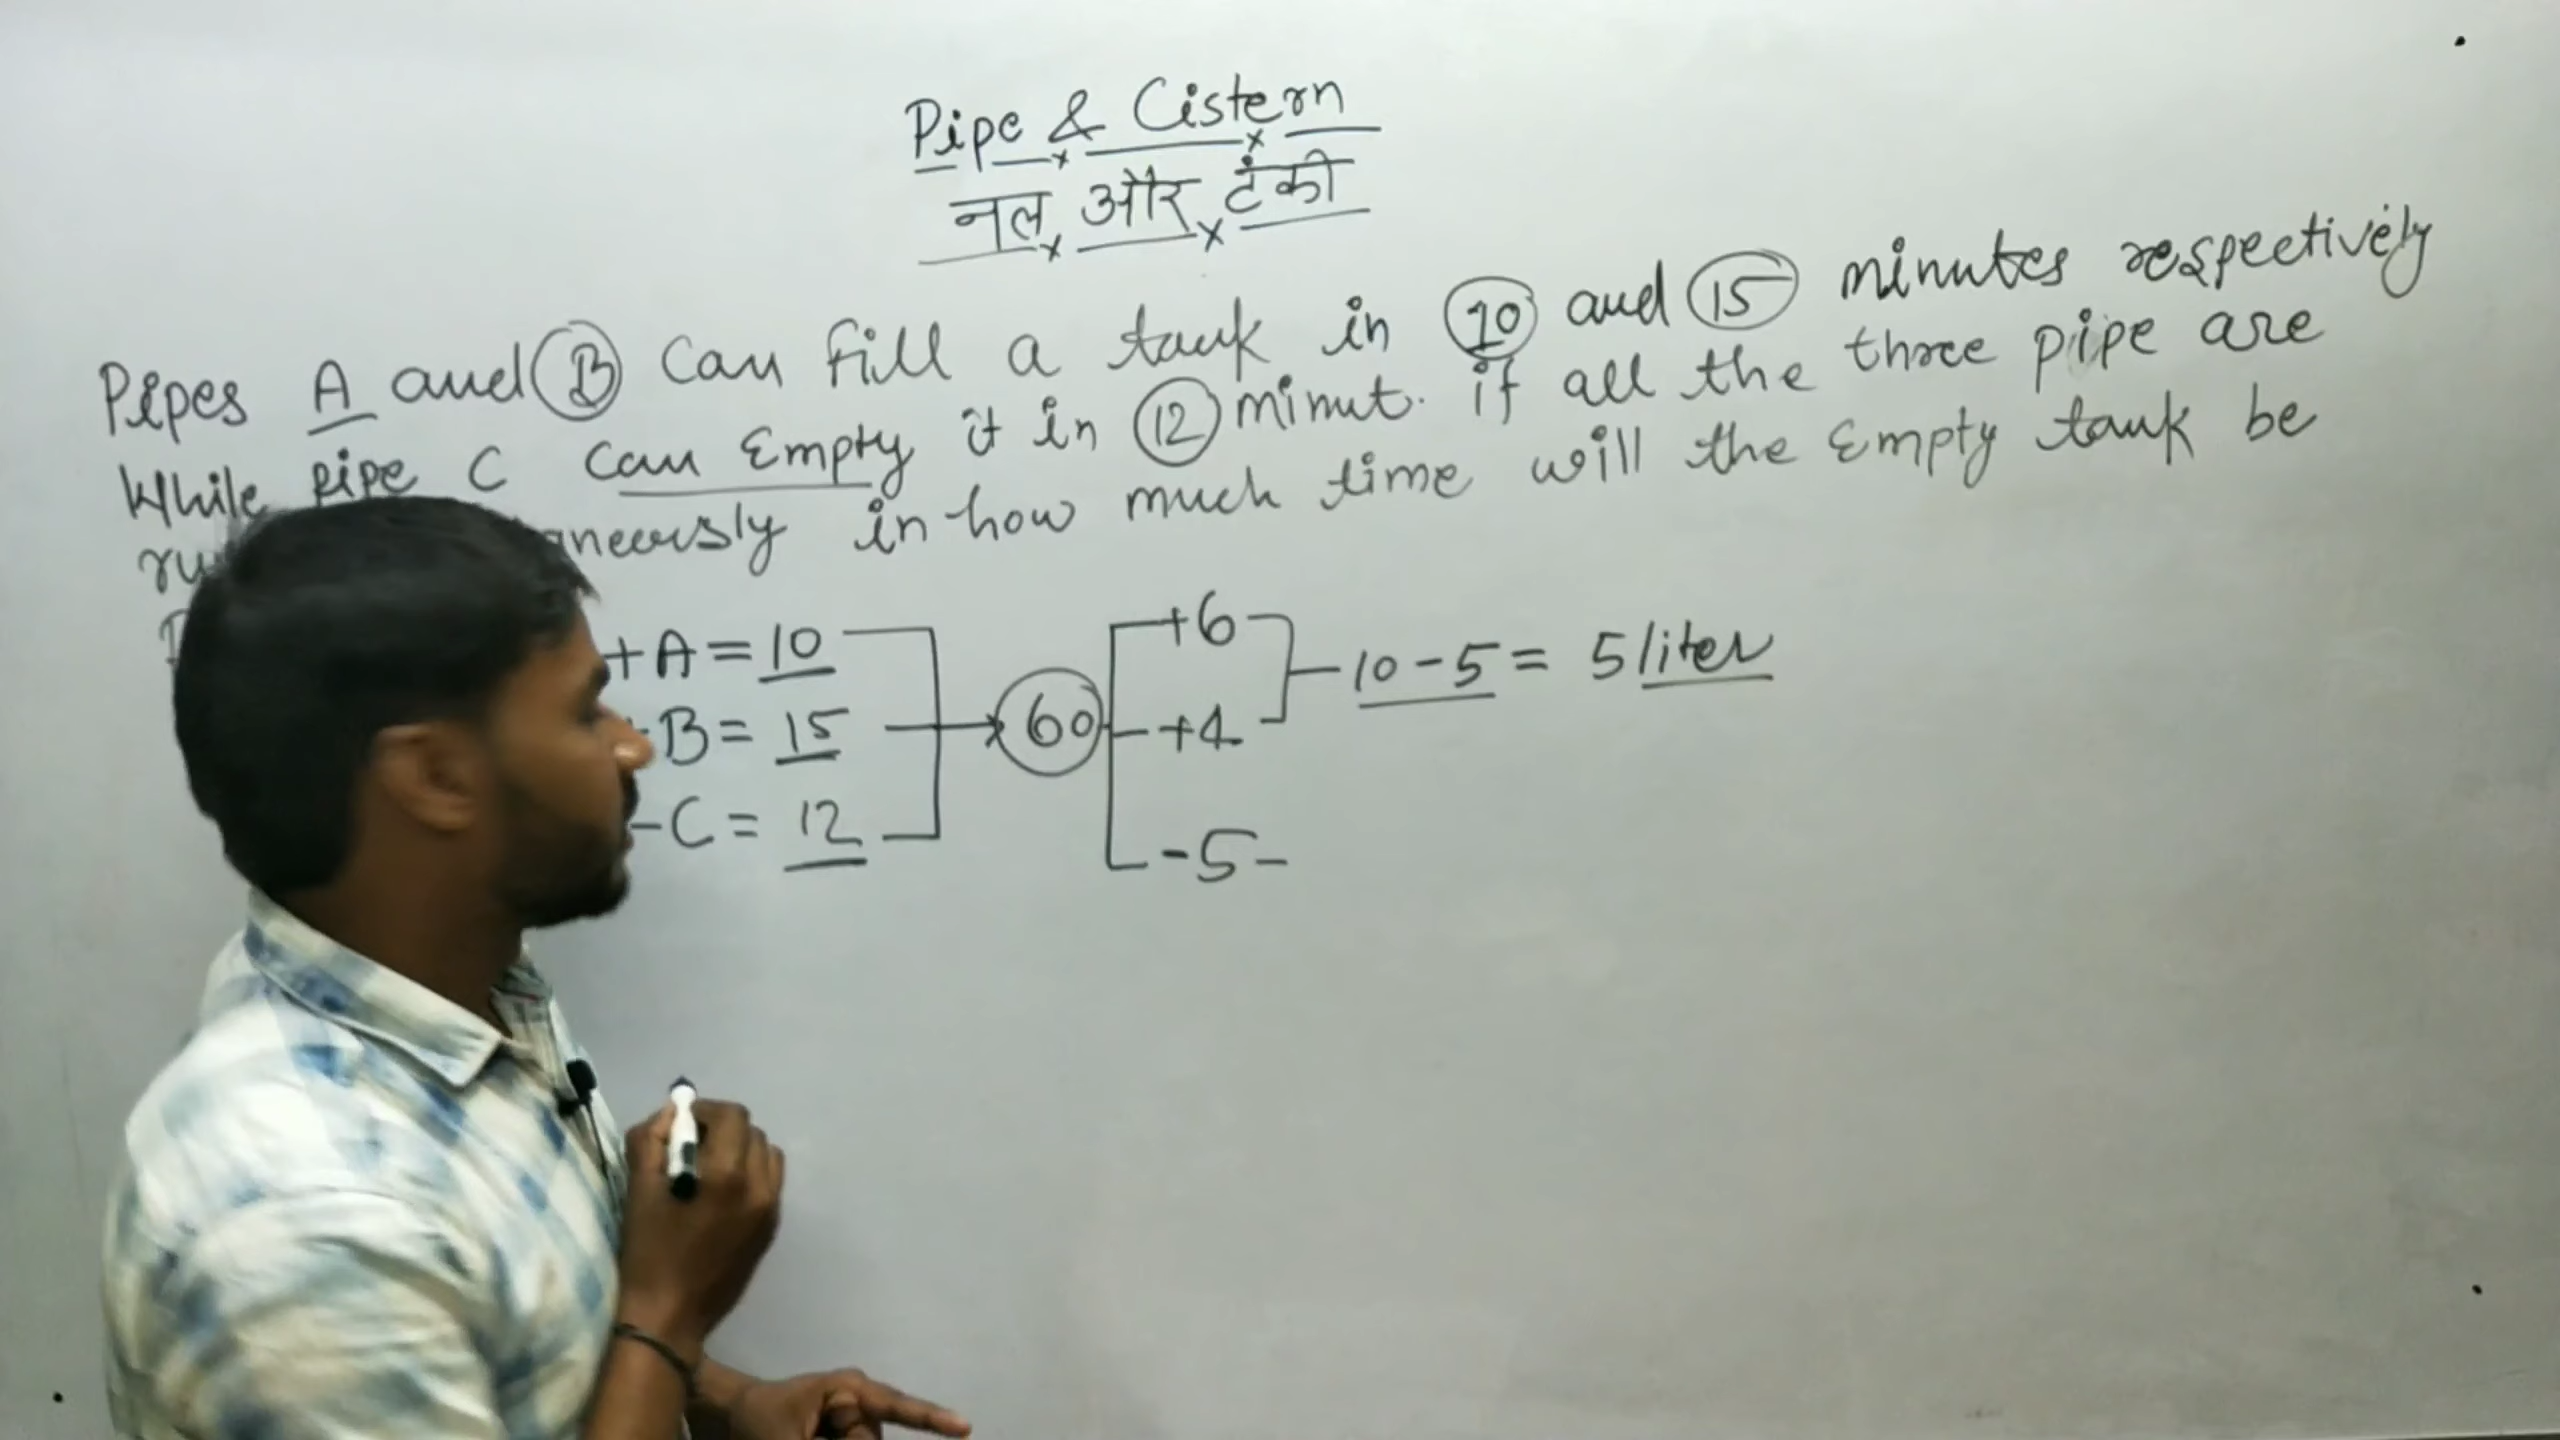 Pipe & Cistern
नल और टंकी
Pipes A and B Can fill a tank in 10 and 15 minutes respectively
While pipe C Can Empty it in 12 minut. if all the three pipe are
in how much time will the Empty tank be
+A = 10
B = 15
-C = 12
60
+6
+4
-5-
10-5 = 5 liter